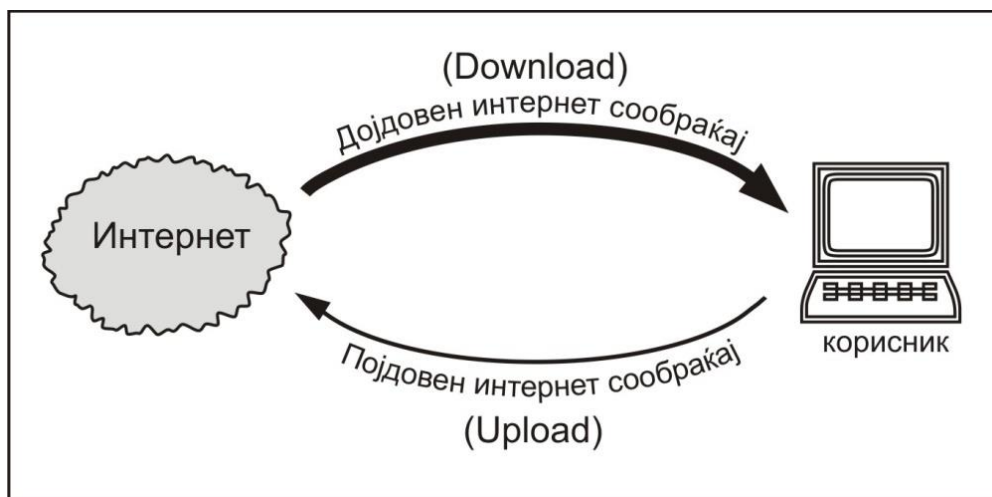 (Download)
Дојдовен интернет сообраќај
Интернет
корисник
Појдовен интернет сообраќај
(Upload)